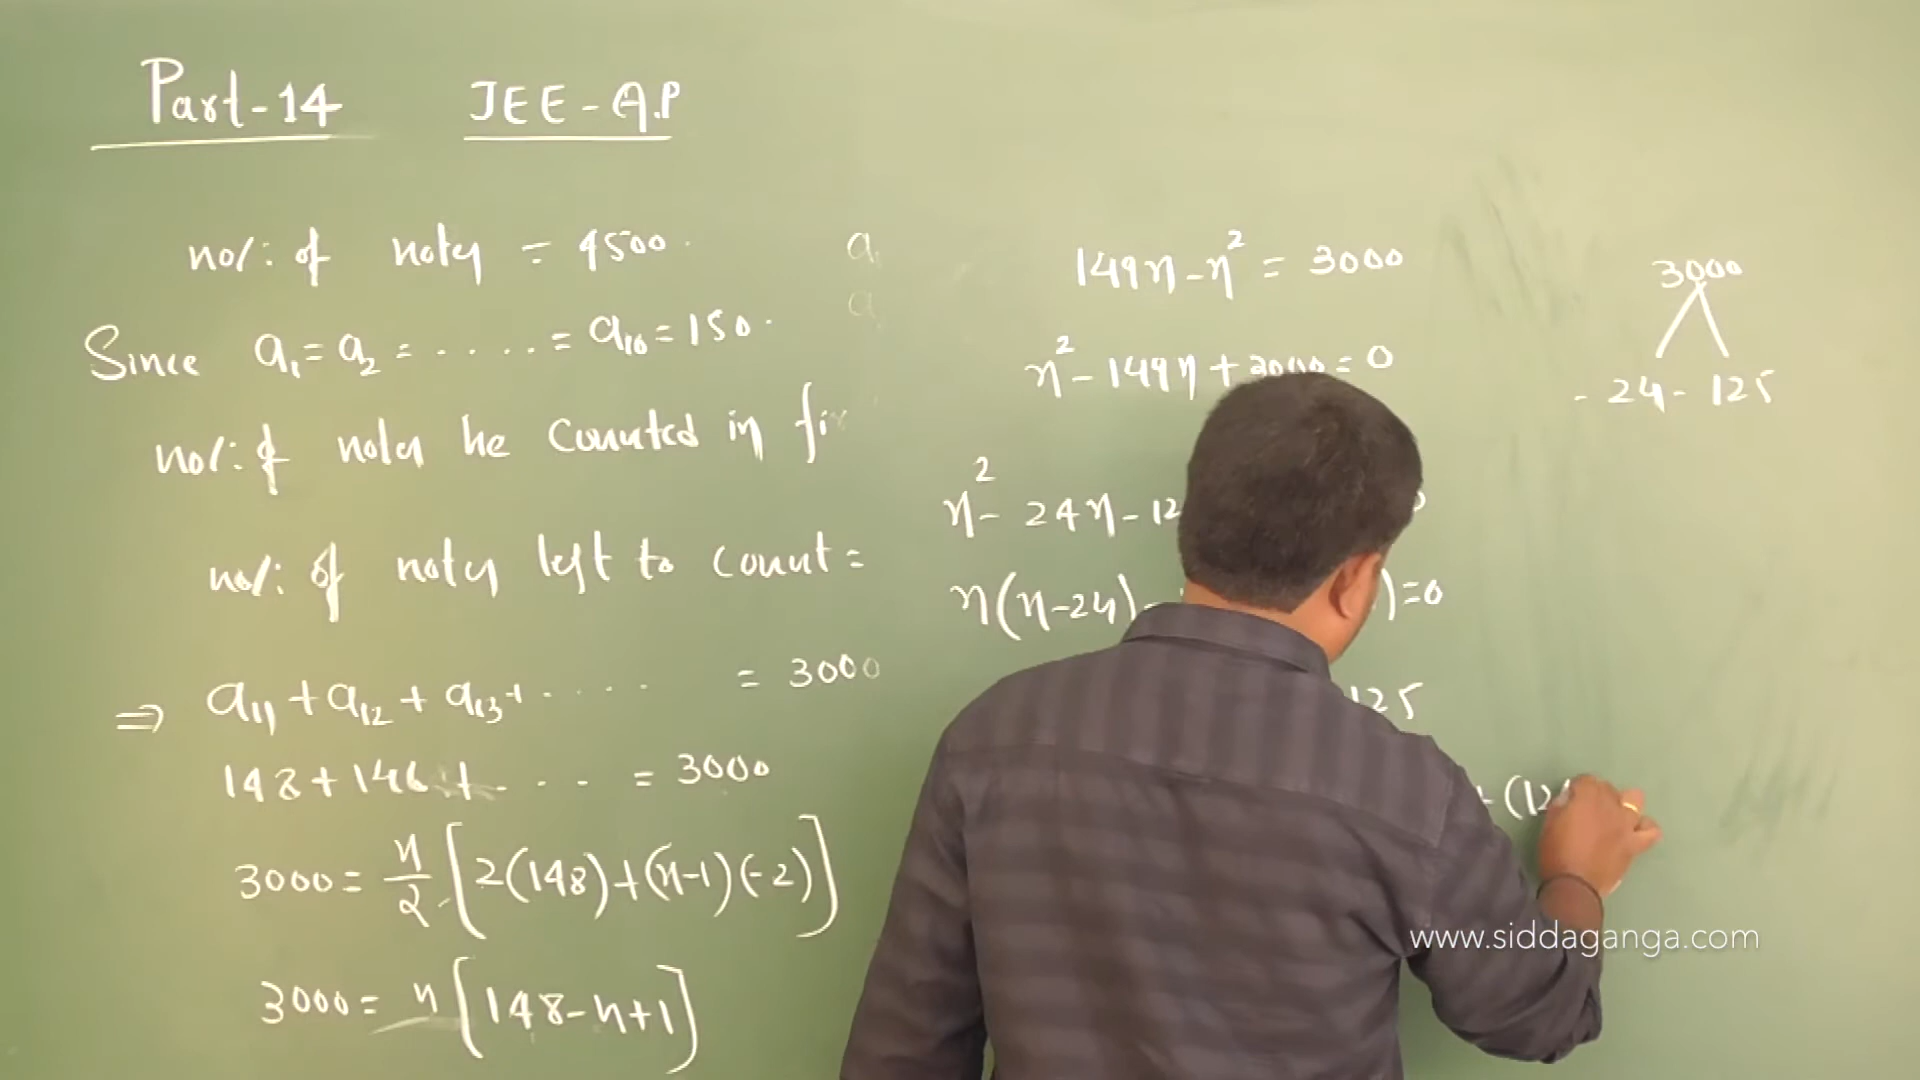 Part-14 JEE - A.P
no/: of notes = 4500.
Since a₁ = a₂ = ..... = a₁₀ = 150.
no/: of notes he counted in fir
no/: of notes left to count =
⇒ a₁₁ + a₁₂ + a₁₃ + .... = 3000
148 + 146 + ... = 3000
3000 = n/2 [2(148) + (n-1)(-2)]
3000 = n [148 - n + 1]
149n - n² = 3000
n² - 149n + 3000 = 0
n² - 24n - 12
n(n-24) - ) = 0
125
+ (12
3000
- 24 - 125
www.siddaganga.com